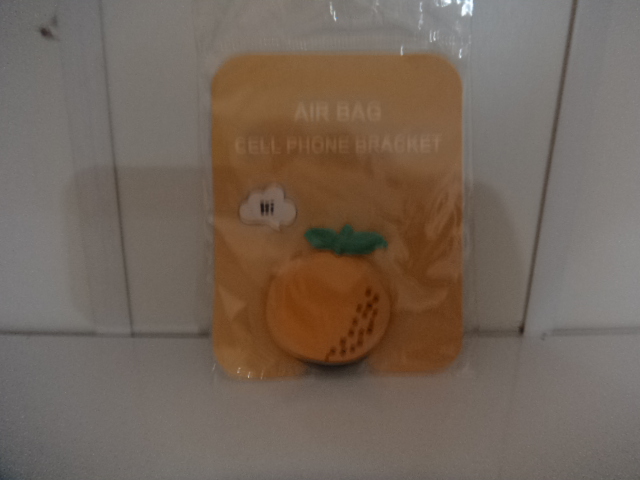 AIR BAG
CELL PHONE BRACKET
Hi